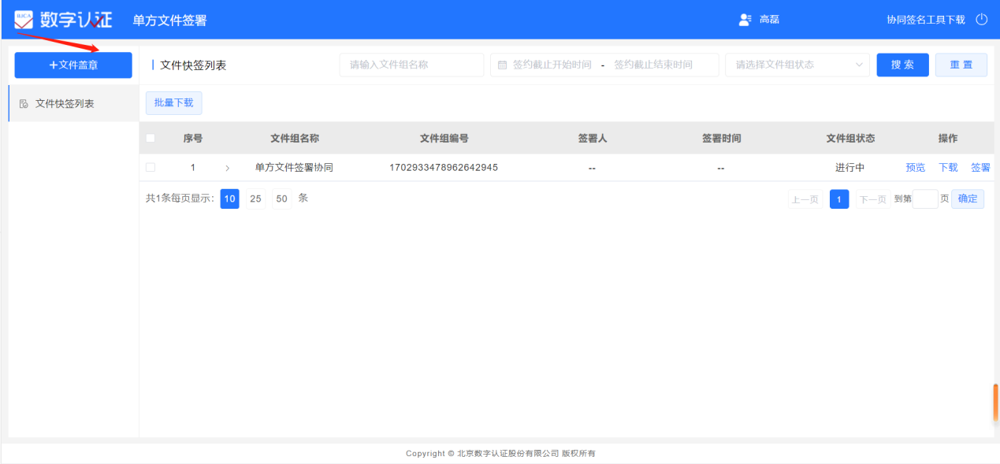 BJCA 数字认证 单方文件签署 高磊 协同签名工具下载
+文件盖章
文件快签列表 请输入文件组名称 签约截止开始时间 - 签约截止结束时间 请选择文件组状态 搜索 重置
文件快签列表
批量下载
序号 文件组名称 文件组编号 签署人 签署时间 文件组状态 操作
1 > 单方文件签署协同 1702933478962642945 -- -- 进行中 预览 下载 签署
共1条每页显示: 10 25 50 条 上一页 1 下一页 到第 页 确定
Copyright © 北京数字认证股份有限公司 版权所有